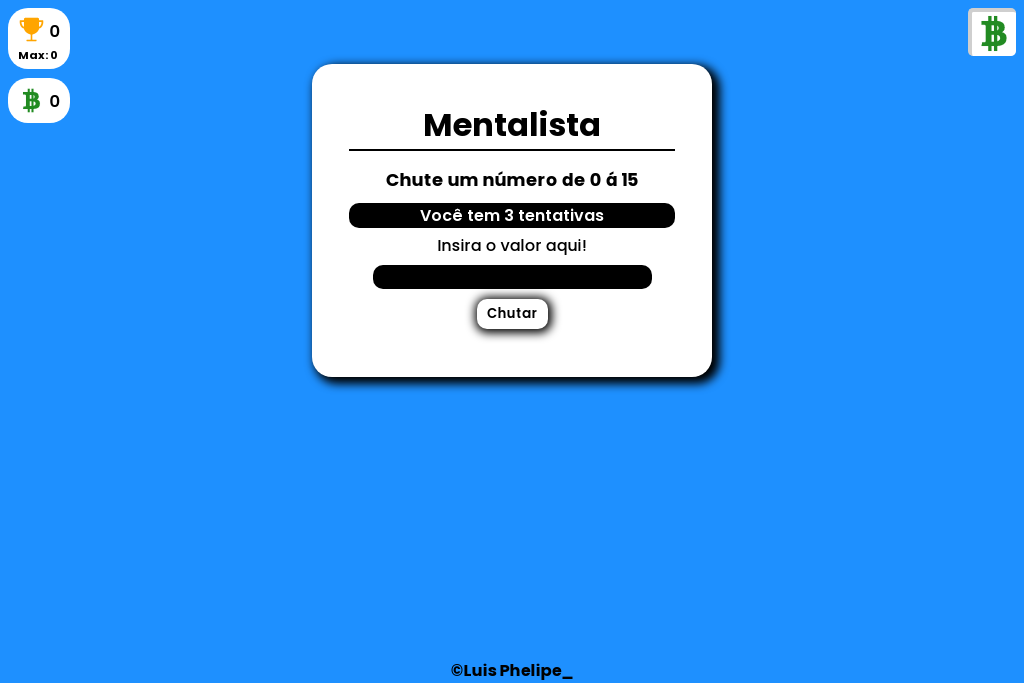 0
Max: 0
0
Mentalista
Chute um número de 0 á 15
Você tem 3 tentativas
Insira o valor aqui!
Chutar
©Luis Phelipe_